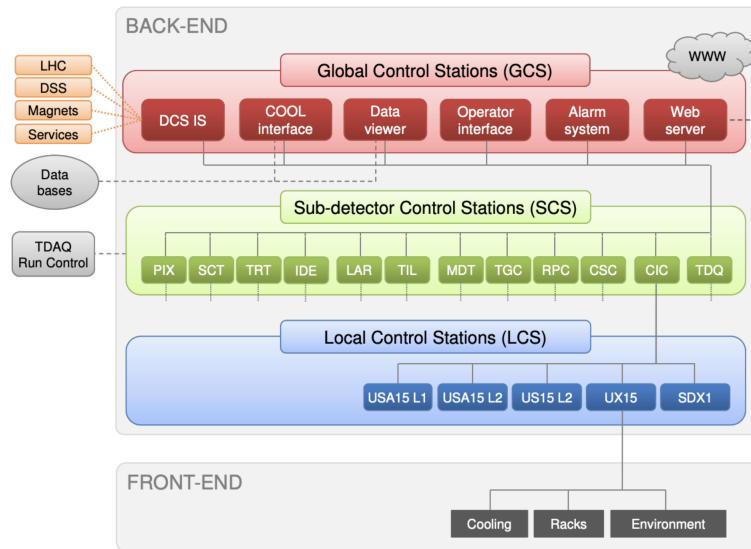 BACK-END
WWW
LHC
DSS
Magnets
Services
Global Control Stations (GCS)
DCS IS
COOL
interface
Data
viewer
Operator
interface
Alarm
system
Web
server
Data
bases
Sub-detector Control Stations (SCS)
TDAQ
Run Control
PIX
SCT
TRT
IDE
LAR
TIL
MDT
TGC
RPC
CSC
CIC
TDQ
Local Control Stations (LCS)
USA15 L1
USA15 L2
US15 L2
UX15
SDX1
FRONT-END
Cooling
Racks
Environment